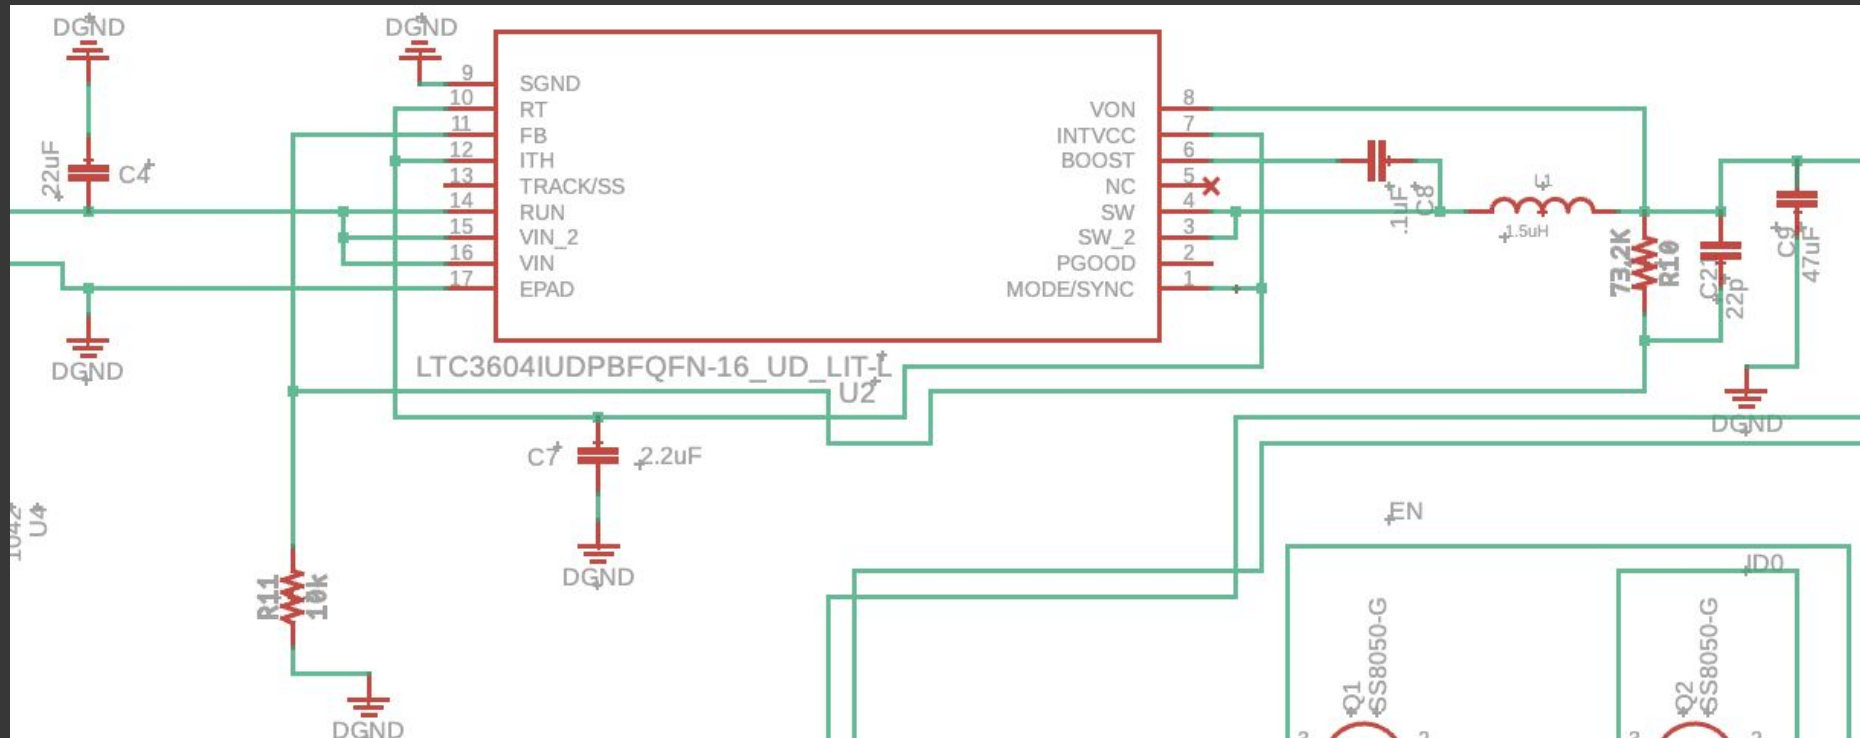 DGND
DGND
9
SGND
10
RT
8
VON
11
FB
7
INTVCC
12
ITH
6
BOOST
22uF
C4
13
TRACK/SS
5
NC
14
RUN
4
SW
15
VIN_2
3
SW_2
16
VIN
2
PGOOD
17
EPAD
1
MODE/SYNC
.1uF
C8
L1
1.5uH
73.2K
R10
22p
C9
47uF
DGND
LTC3604IUDPBFQFN-16_UD_LIT-L
U2
DGND
C7
2.2uF
U4
EN
DGND
ID0
R11
10k
Q1
SS8050-G
Q2
SS8050-G
DGND